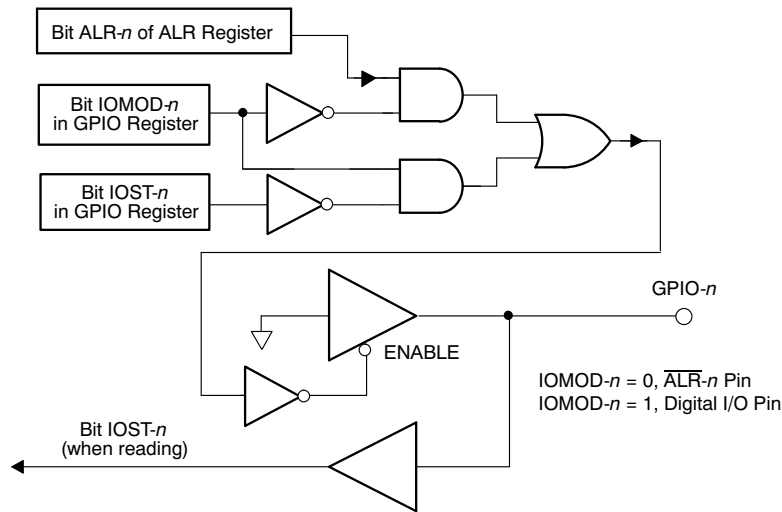 Bit ALR-n of ALR Register
Bit IOMOD-n
in GPIO Register
Bit IOST-n
in GPIO Register
GPIO-n
ENABLE
IOMOD-n = 0, A̅L̅R̅-n Pin
IOMOD-n = 1, Digital I/O Pin
Bit IOST-n
(when reading)